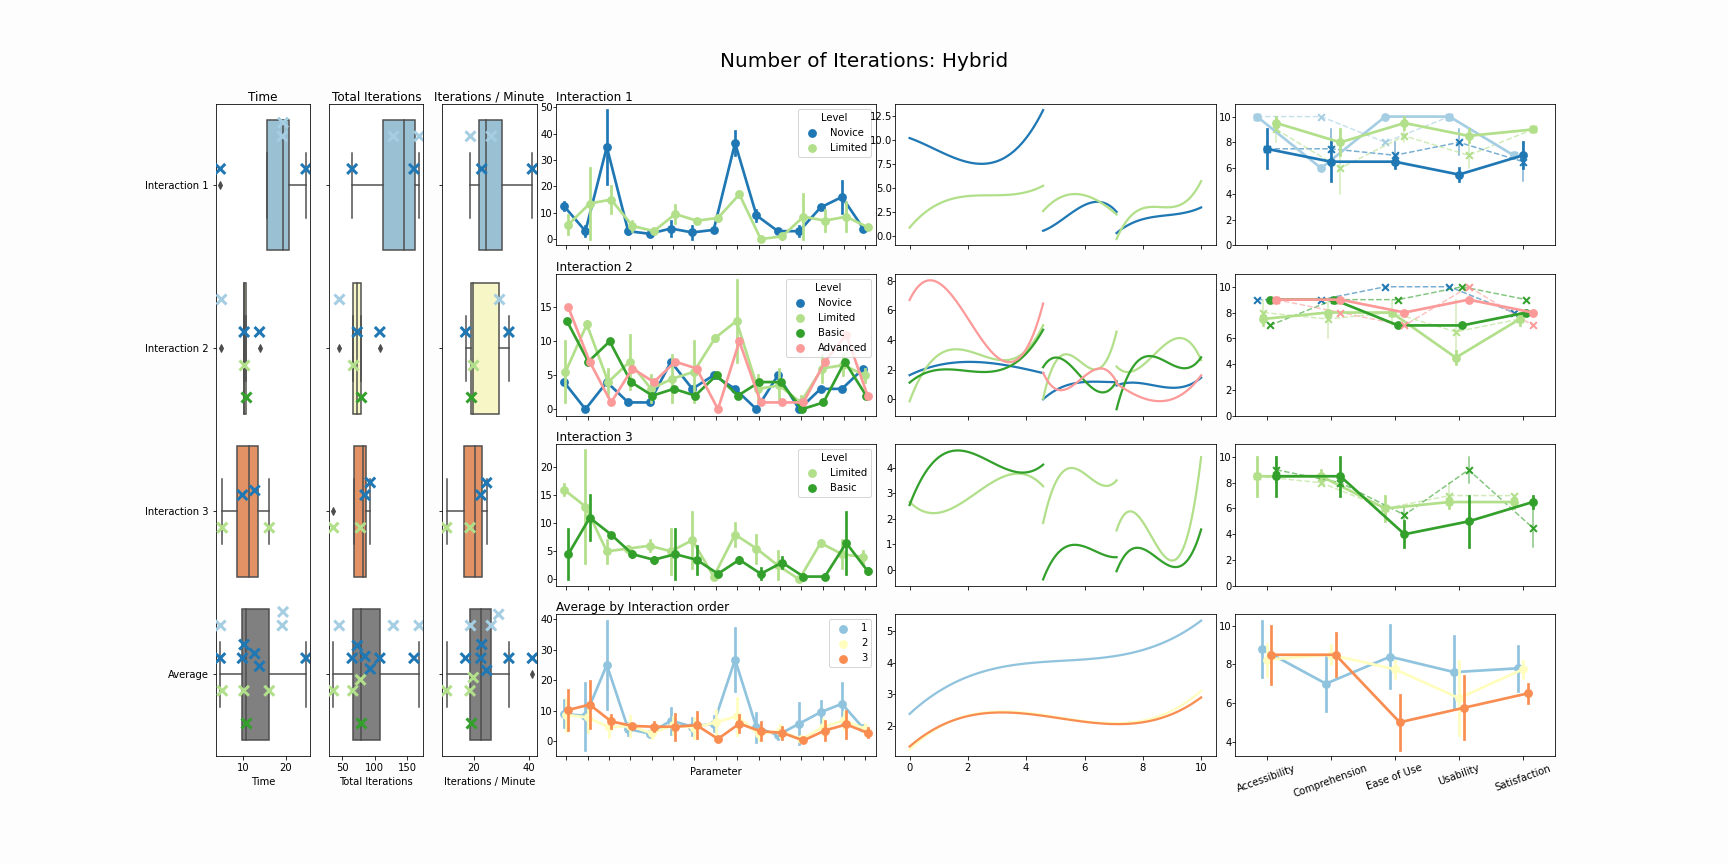 Number of Iterations: Hybrid
Time
Total Iterations
Iterations / Minute
Interaction 1
Interaction 2
Interaction 3
Average
10 20
Time
50 100 150
Total Iterations
20 40
Iterations / Minute
Interaction 1
50
40
30
20
10
0
Level
Novice
Limited
12.5
10.0
7.5
5.0
2.5
0.0
10
8
6
4
2
0
Interaction 2
15
10
5
0
Level
Novice
Limited
Basic
Advanced
8
6
4
2
0
10
8
6
4
2
0
Interaction 3
20
15
10
5
0
Level
Limited
Basic
4
3
2
1
0
10
8
6
4
2
0
Average by Interaction order
40
30
20
10
0
1
2
3
Parameter
5
4
3
2
0 2 4 6 8 10
10
8
6
4
Accessibility
Comprehension
Ease of Use
Usability
Satisfaction